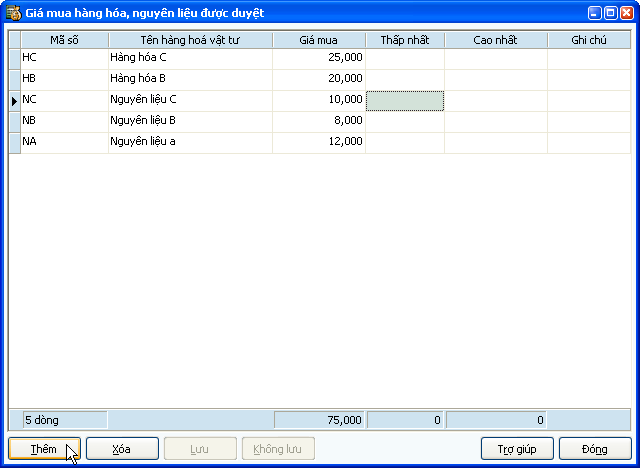 Giá mua hàng hóa, nguyên liệu được duyệt
Mã số Tên hàng hoá vật tư Giá mua Thấp nhất Cao nhất Ghi chú
HC Hàng hóa C 25,000
HB Hàng hóa B 20,000
NC Nguyên liệu C 10,000
NB Nguyên liệu B 8,000
NA Nguyên liệu a 12,000
5 dòng 75,000 0 0
Thêm Xóa Lưu Không lưu Trợ giúp Đóng